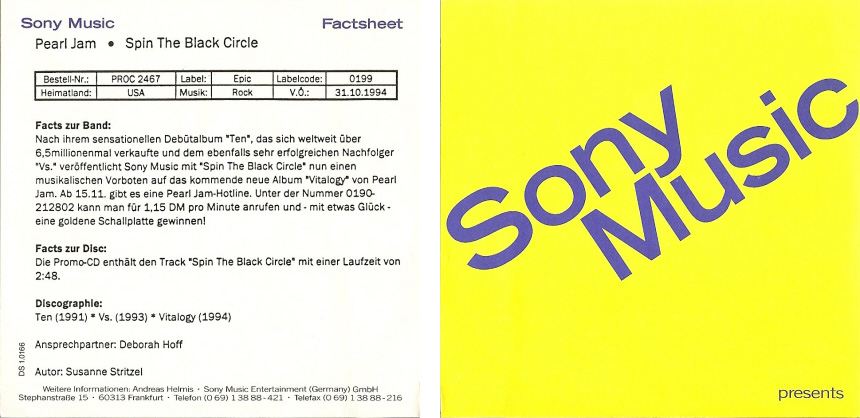 Sony Music Factsheet
Pearl Jam ● Spin The Black Circle
Bestell-Nr.: PROC 2467 Label: Epic Labelcode: 0199
Heimatland: USA Musik: Rock V.Ö.: 31.10.1994
Facts zur Band:
Nach ihrem sensationellen Debütalbum "Ten", das sich weltweit über
6,5millionenmal verkaufte und dem ebenfalls sehr erfolgreichen Nachfolger
"Vs." veröffentlicht Sony Music mit "Spin The Black Circle" nun einen
musikalischen Vorboten auf das kommende neue Album "Vitalogy" von Pearl
Jam. Ab 15.11. gibt es eine Pearl Jam-Hotline. Unter der Nummer 0190-
212802 kann man für 1,15 DM pro Minute anrufen und - mit etwas Glück -
eine goldene Schallplatte gewinnen!
Facts zur Disc:
Die Promo-CD enthält den Track "Spin The Black Circle" mit einer Laufzeit von
2:48.
Discographie:
Ten (1991) * Vs. (1993) * Vitalogy (1994)
Ansprechpartner: Deborah Hoff
Autor: Susanne Stritzel
DS 1.0166
Weitere Informationen: Andreas Helmis · Sony Music Entertainment (Germany) GmbH
Stephanstraße 15 · 60313 Frankfurt · Telefon (0 69) 1 38 88 - 421 · Telefax (0 69) 1 38 88 - 216
Sony
Music
presents